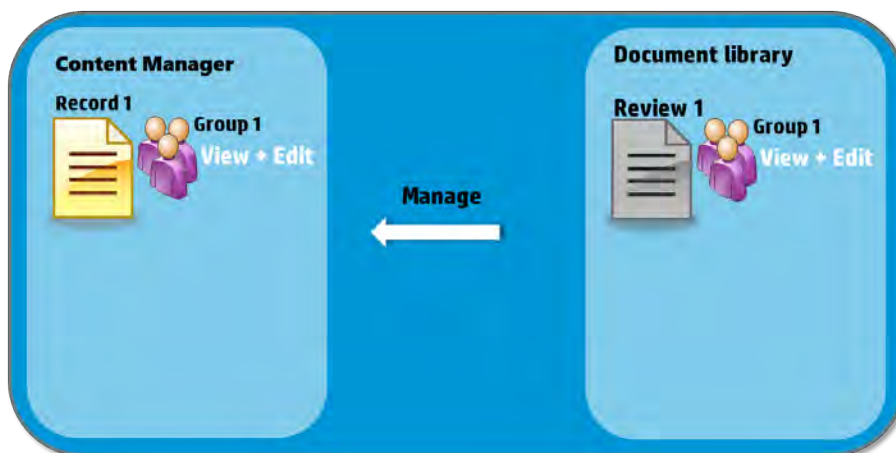 Content Manager
Record 1
Group 1
View + Edit
Manage
Document library
Review 1
Group 1
View + Edit